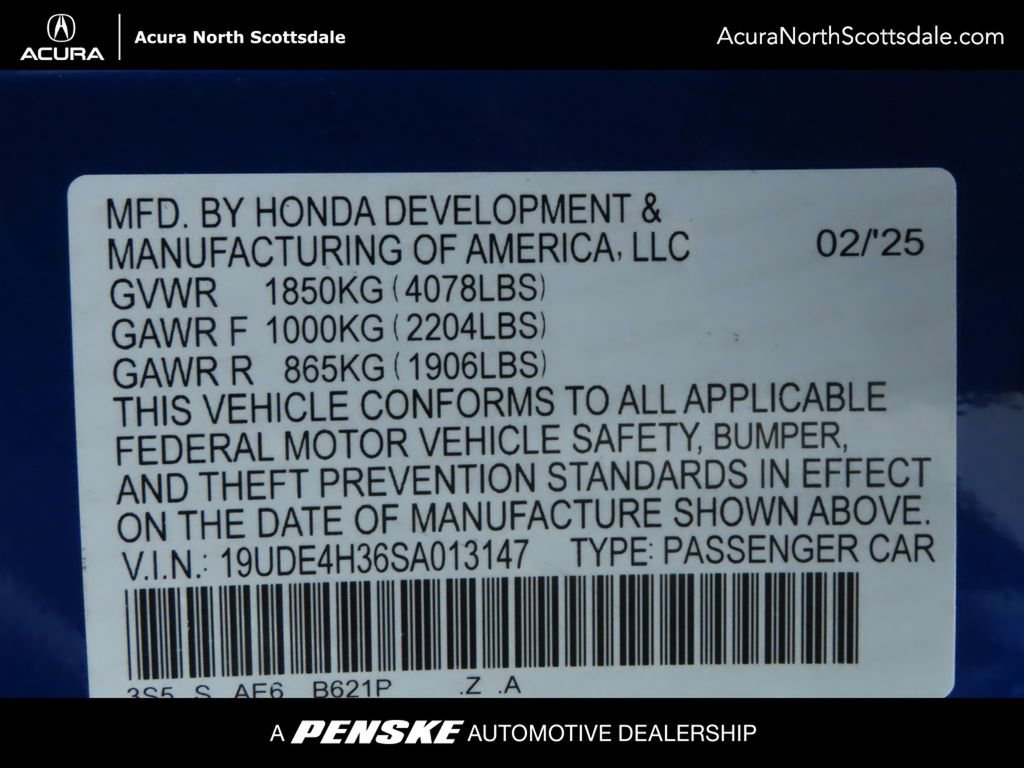 ACURA
Acura North Scottsdale
AcuraNorthScottsdale.com
MFD. BY HONDA DEVELOPMENT &
MANUFACTURING OF AMERICA, LLC 02/'25
GVWR 1850KG (4078LBS)
GAWR F 1000KG (2204LBS)
GAWR R 865KG (1906LBS)
THIS VEHICLE CONFORMS TO ALL APPLICABLE
FEDERAL MOTOR VEHICLE SAFETY, BUMPER,
AND THEFT PREVENTION STANDARDS IN EFFECT
ON THE DATE OF MANUFACTURE SHOWN ABOVE.
V.I.N.: 19UDE4H36SA013147 TYPE: PASSENGER CAR
3S5 S AE6 B621P .Z .A
A PENSKE AUTOMOTIVE DEALERSHIP